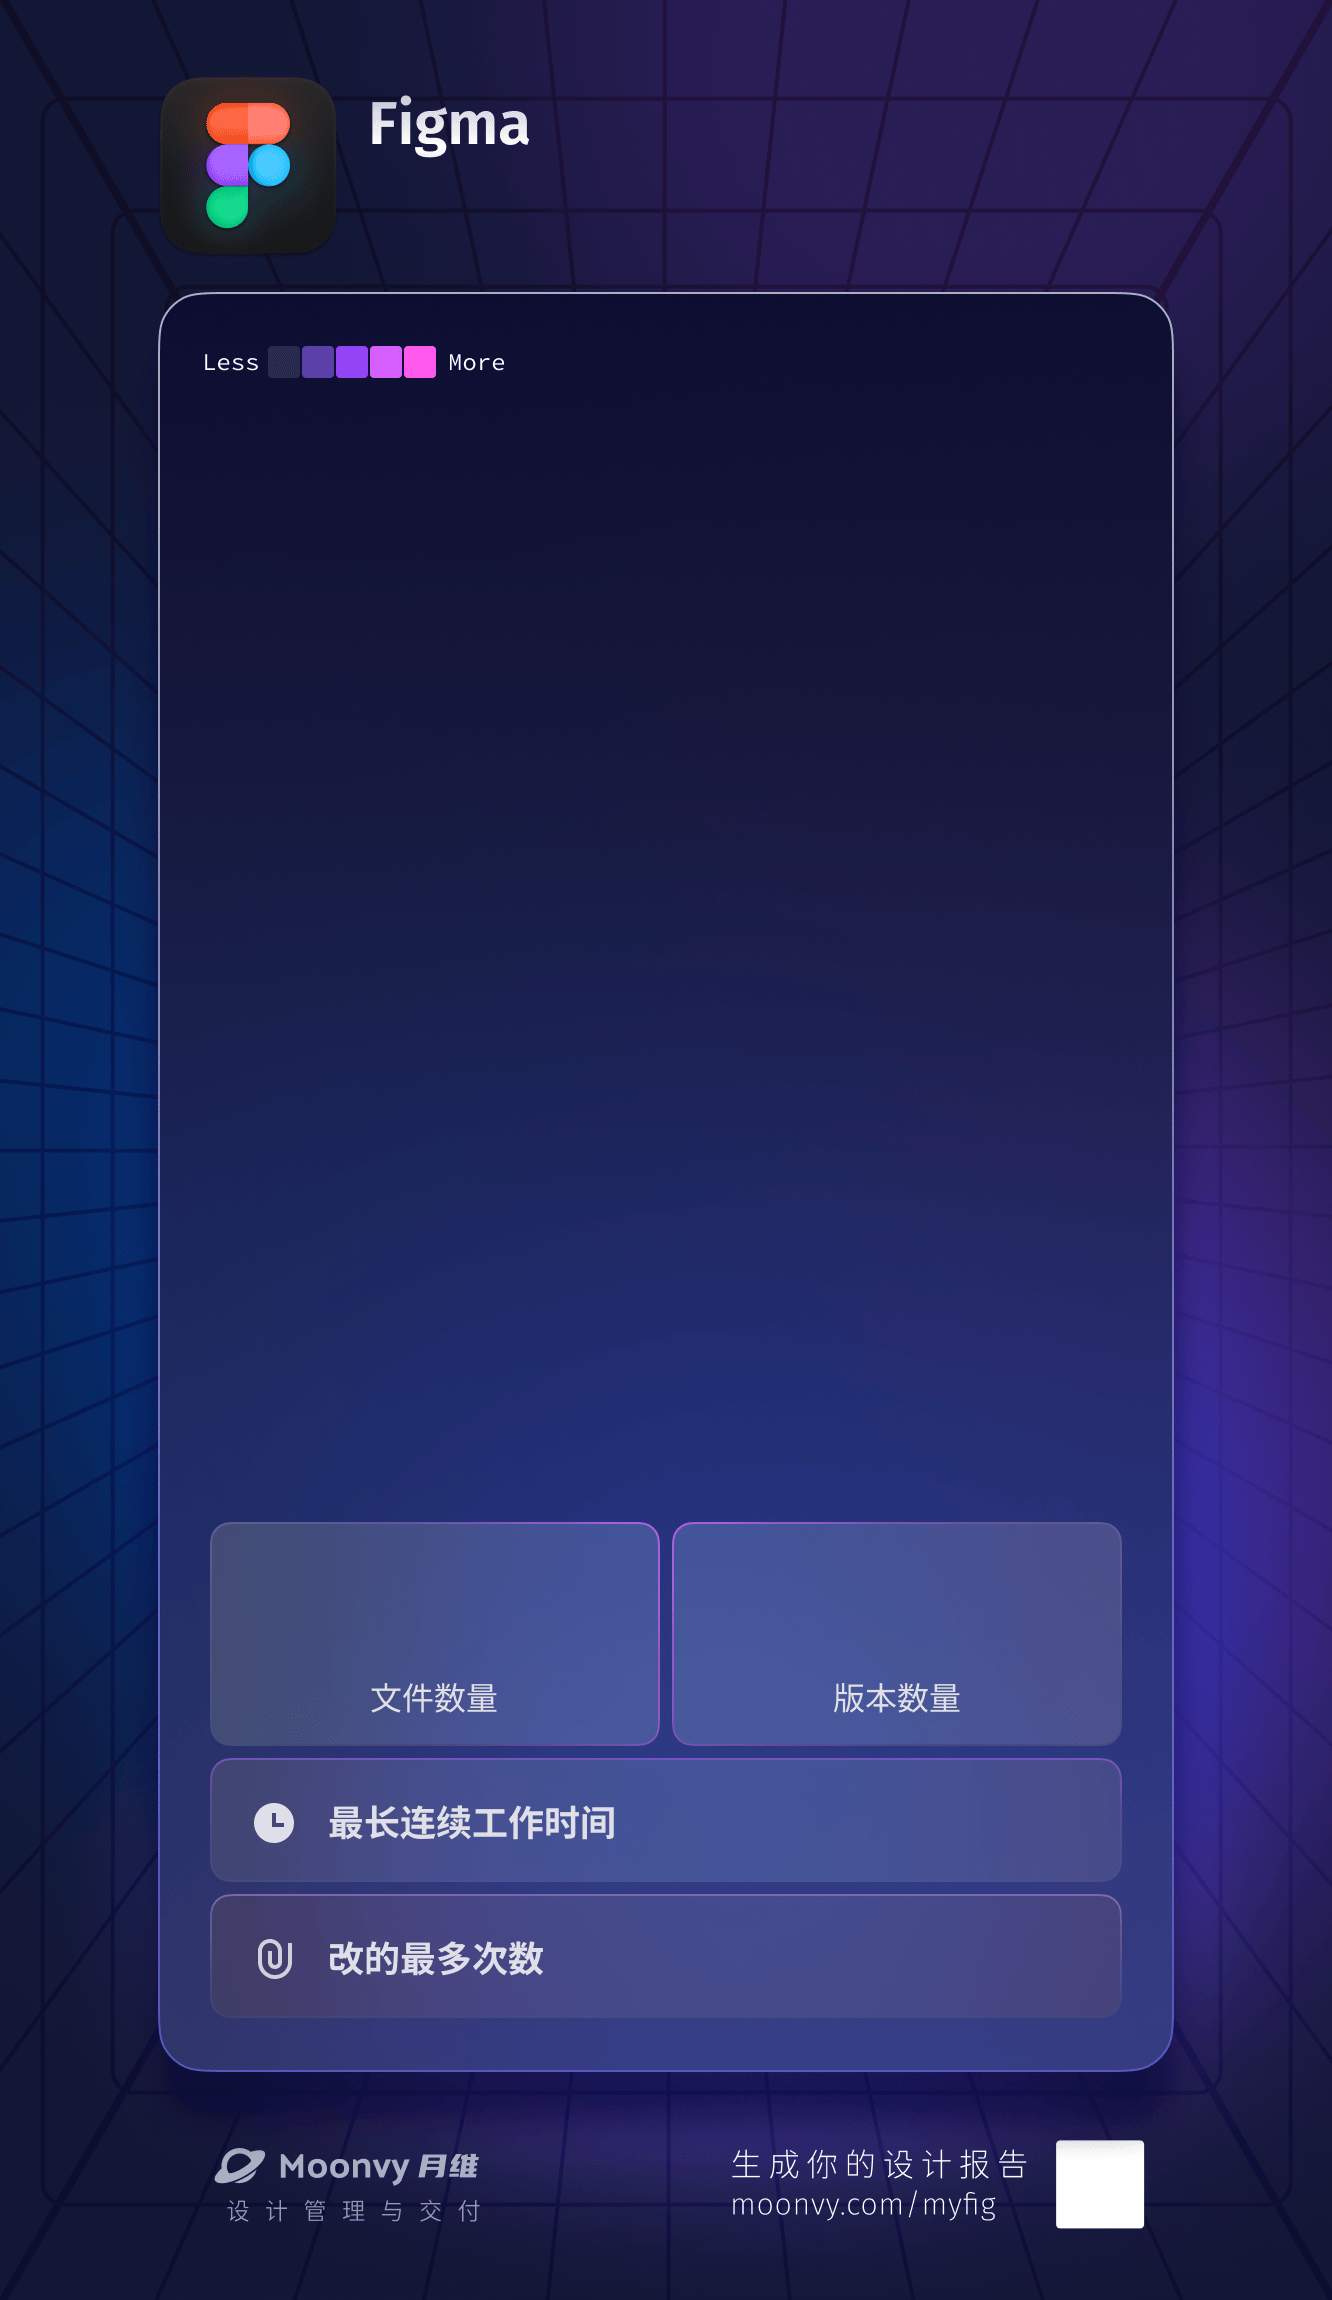 Figma
Less More
文件数量
版本数量
最长连续工作时间
改的最多次数
Moonvy 月维
设计管理与交付
生成你的设计报告
moonvy.com/myfig